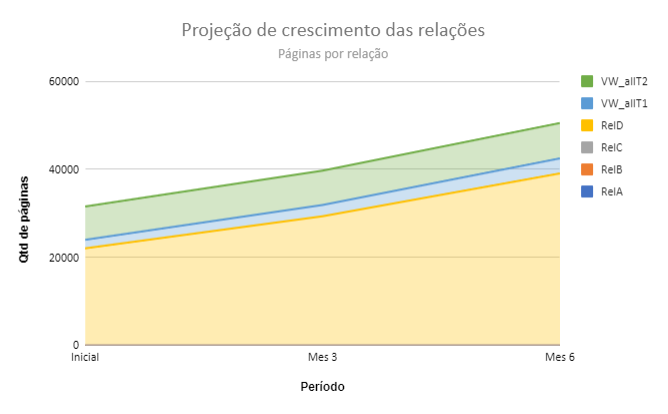 Projeção de crescimento das relações
Páginas por relação
Qtd de páginas
60000
40000
20000
0
Inicial
Mes 3
Mes 6
Período
VW_allT2
VW_allT1
RelD
RelC
RelB
RelA